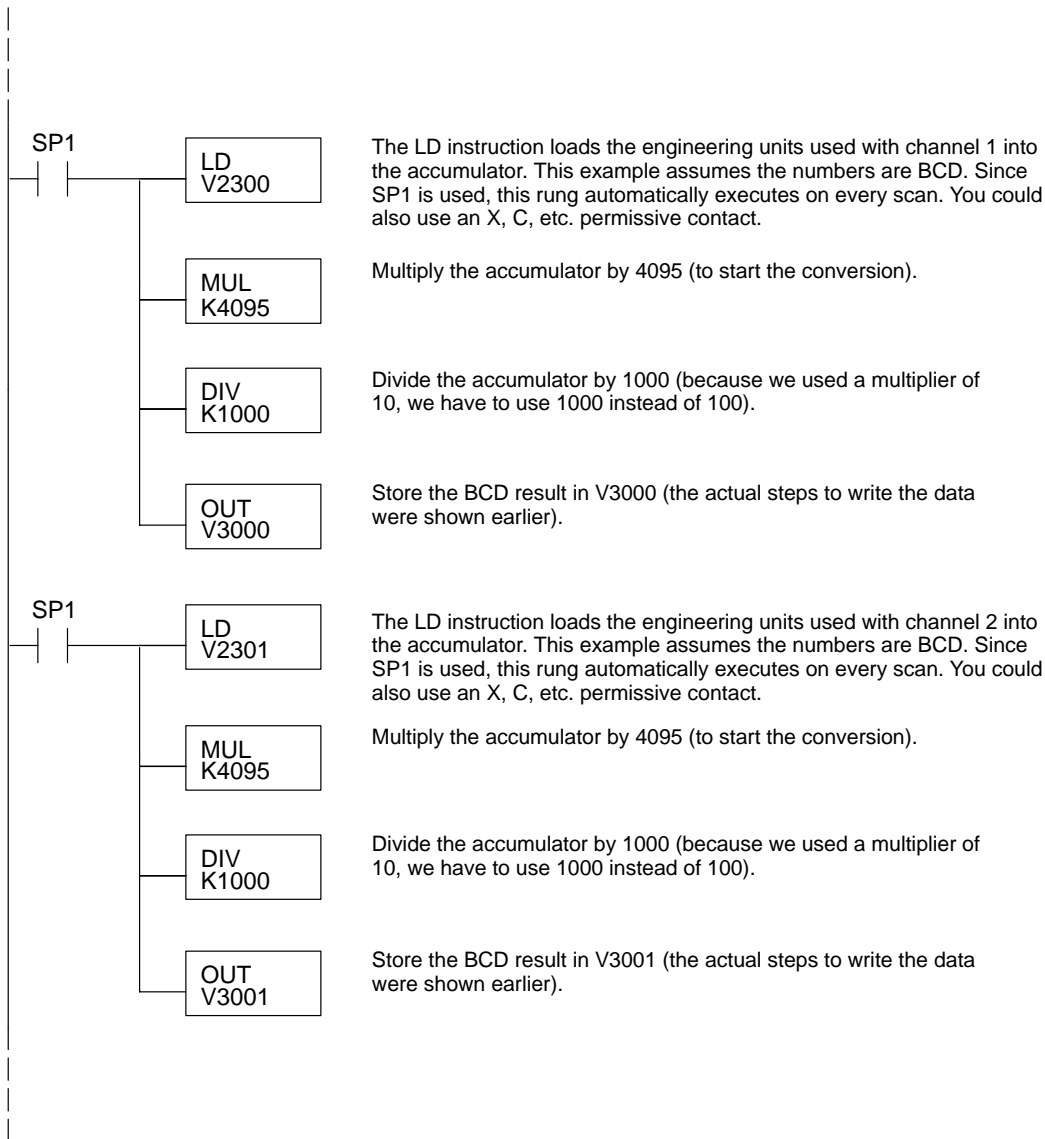 SP1
LD
V2300
The LD instruction loads the engineering units used with channel 1 into
the accumulator. This example assumes the numbers are BCD. Since
SP1 is used, this rung automatically executes on every scan. You could
also use an X, C, etc. permissive contact.
MUL
K4095
Multiply the accumulator by 4095 (to start the conversion).
DIV
K1000
Divide the accumulator by 1000 (because we used a multiplier of
10, we have to use 1000 instead of 100).
OUT
V3000
Store the BCD result in V3000 (the actual steps to write the data
were shown earlier).
SP1
LD
V2301
The LD instruction loads the engineering units used with channel 2 into
the accumulator. This example assumes the numbers are BCD. Since
SP1 is used, this rung automatically executes on every scan. You could
also use an X, C, etc. permissive contact.
MUL
K4095
Multiply the accumulator by 4095 (to start the conversion).
DIV
K1000
Divide the accumulator by 1000 (because we used a multiplier of
10, we have to use 1000 instead of 100).
OUT
V3001
Store the BCD result in V3001 (the actual steps to write the data
were shown earlier).